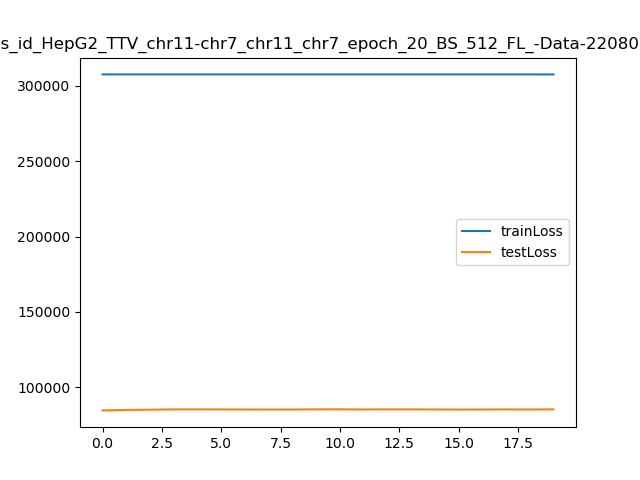 s_id_HepG2_TTV_chr11-chr7_chr11_chr7_epoch_20_BS_512_FL_-Data-22080
300000
250000
200000
150000
100000
trainLoss
testLoss
0.0 2.5 5.0 7.5 10.0 12.5 15.0 17.5